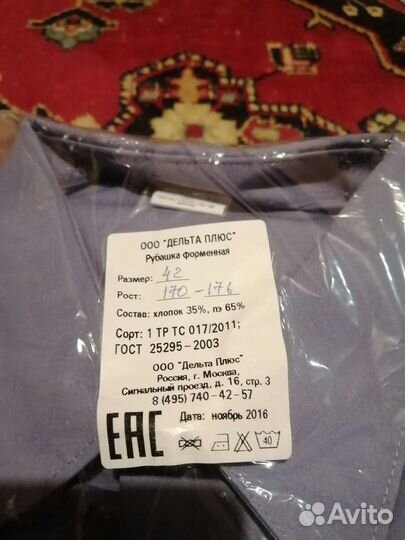 ООО "ДЕЛЬТА ПЛЮС"
Рубашка форменная
Размер: 42
Рост: 170-176
Состав: хлопок 35%, пэ 65%
Сорт: 1 ТР ТС 017/2011;
ГОСТ 25295-2003
ООО "Дельта Плюс"
Россия, г. Москва,
Сигнальный проезд, д. 16, стр. 3
8 (495) 740-42-57
Дата: ноябрь 2016
EAC
40
Avito